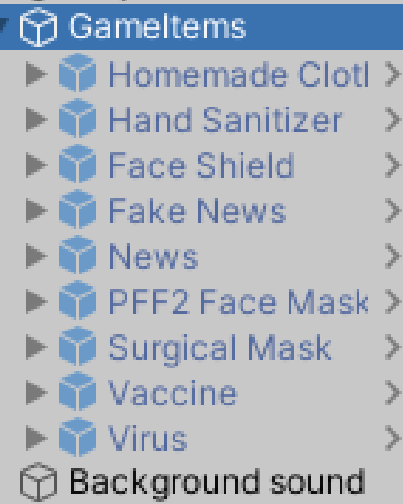 GameItems
Homemade Clotl
Hand Sanitizer
Face Shield
Fake News
News
PFF2 Face Mask
Surgical Mask
Vaccine
Virus
Background sound